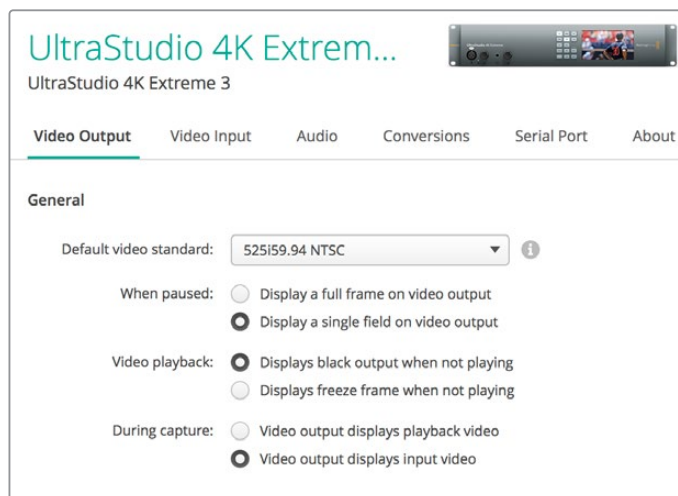 UltraStudio 4K Extrem...
UltraStudio 4K Extreme 3
Video Output Video Input Audio Conversions Serial Port About
General
Default video standard: 525i59.94 NTSC
When paused: Display a full frame on video output
Display a single field on video output
Video playback: Displays black output when not playing
Displays freeze frame when not playing
During capture: Video output displays playback video
Video output displays input video